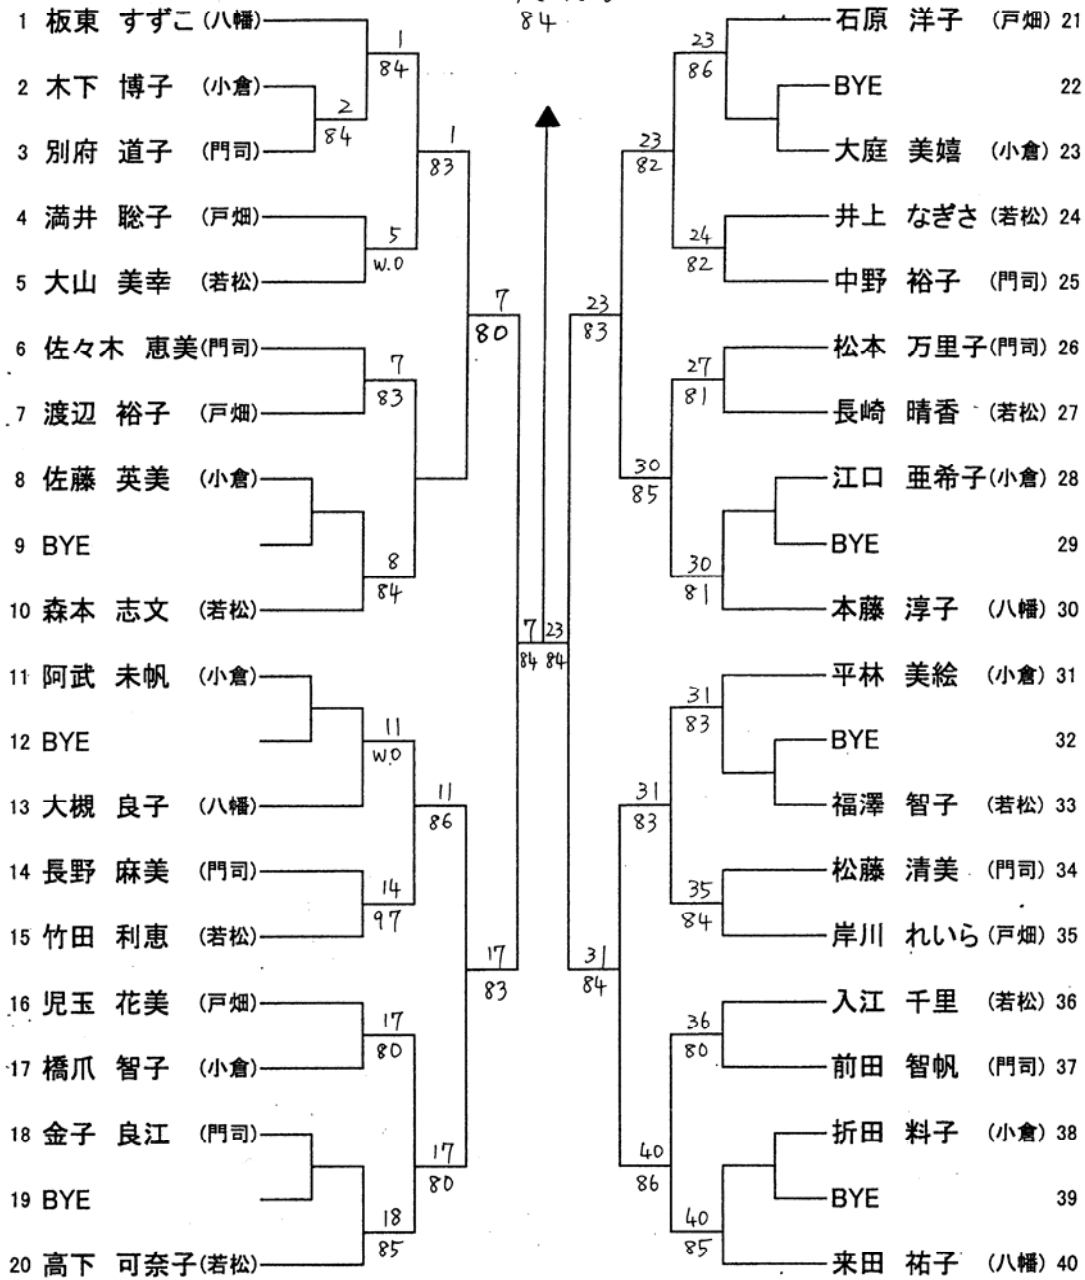 84
1 板東 すずこ (八幡)
1
84
2 木下 博子 (小倉)
2
84
3 別府 道子 (門司)
1
83
4 満井 聡子 (戸畑)
5
W.O
5 大山 美幸 (若松)
7
80
6 佐々木 恵美 (門司)
7
83
7 渡辺 裕子 (戸畑)
8 佐藤 英美 (小倉)
9 BYE
8
84
10 森本 志文 (若松)
7 23
84 84
11 阿武 未帆 (小倉)
12 BYE
11
W.O
13 大槻 良子 (八幡)
11
86
14 長野 麻美 (門司)
14
97
15 竹田 利恵 (若松)
17
83
16 児玉 花美 (戸畑)
17
80
17 橋爪 智子 (小倉)
18 金子 良江 (門司)
17
80
19 BYE
18
85
20 高下 可奈子 (若松)
石原 洋子 (戸畑) 21
23
86
BYE 22
大庭 美嬉 (小倉) 23
23
82
井上 なぎさ (若松) 24
24
82
中野 裕子 (門司) 25
23
83
松本 万里子 (門司) 26
27
81
長崎 晴香 (若松) 27
江口 亜希子 (小倉) 28
30
85
BYE 29
30
81
本藤 淳子 (八幡) 30
平林 美絵 (小倉) 31
31
83
BYE 32
福澤 智子 (若松) 33
31
83
松藤 清美 (門司) 34
35
84
岸川 れいら (戸畑) 35
31
84
入江 千里 (若松) 36
36
80
前田 智帆 (門司) 37
折田 料子 (小倉) 38
40
86
BYE 39
40
85
来田 祐子 (八幡) 40